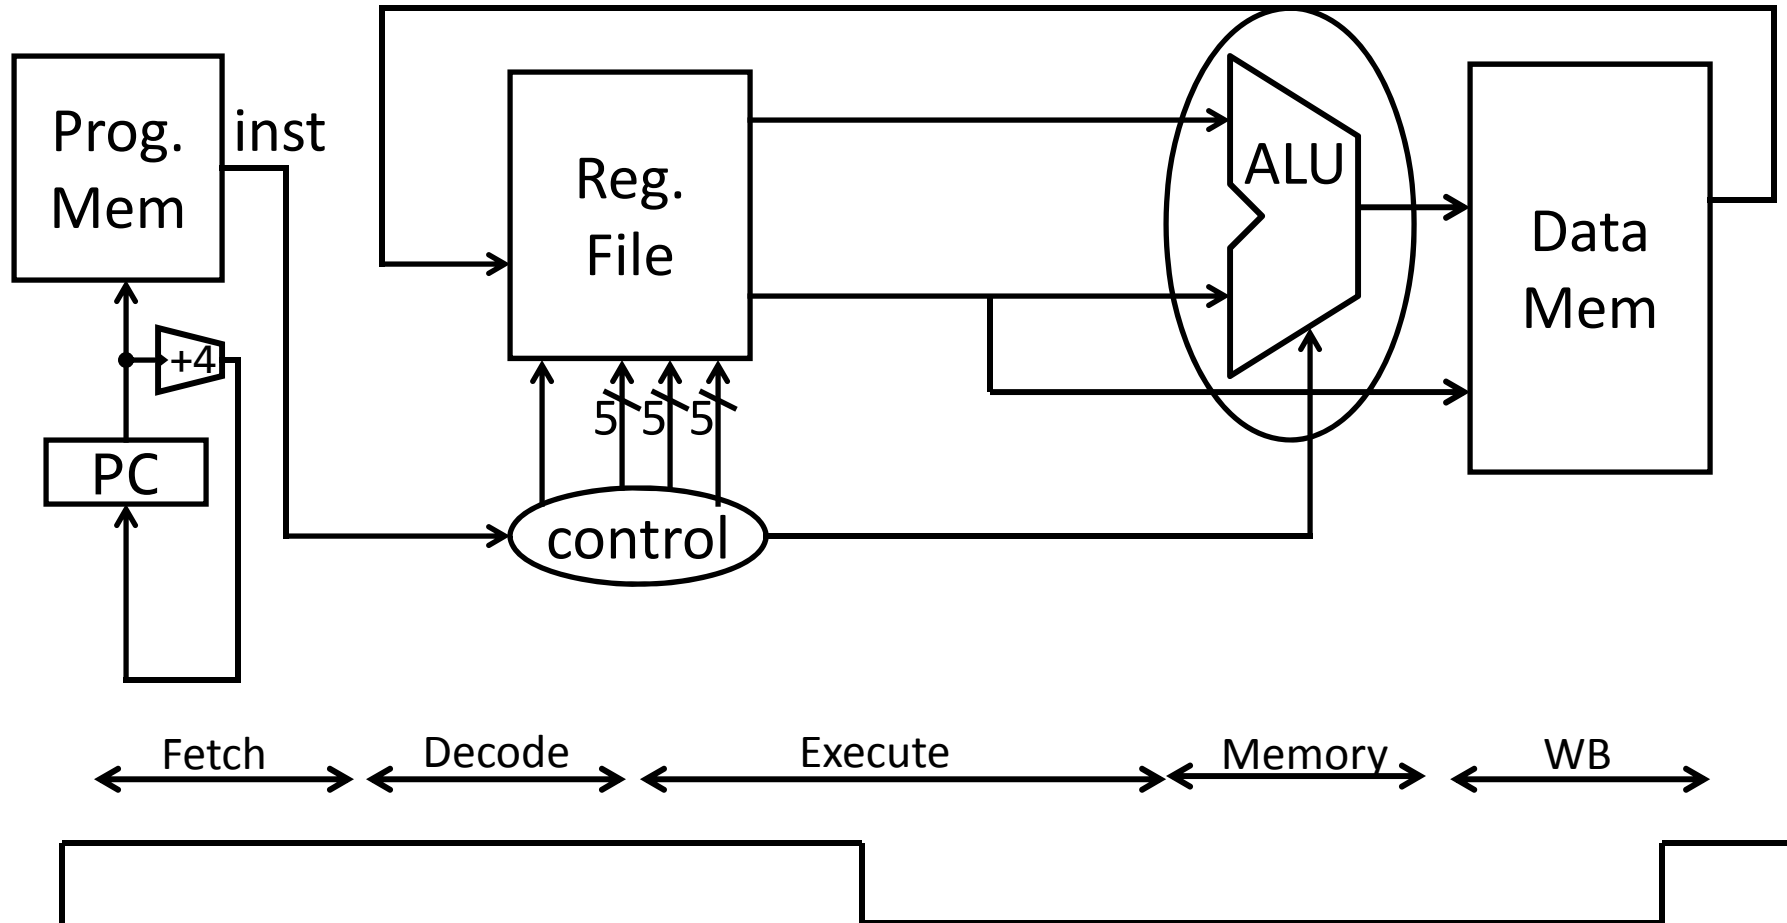 Prog.
Mem
inst
Reg.
File
ALU
Data
Mem
+4
5 5 5
PC
control
Fetch
Decode
Execute
Memory
WB